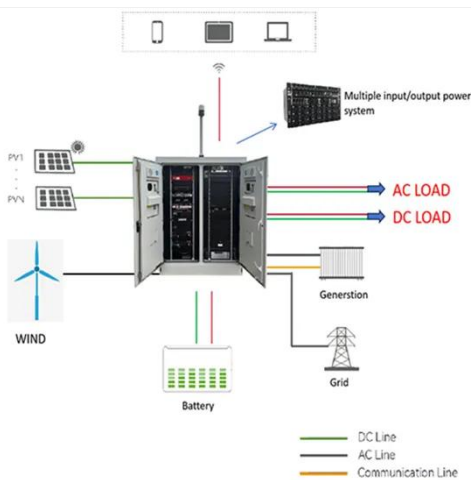 Multiple input/output power
system
PV1
PVN
AC LOAD
DC LOAD
WIND
Generstion
Battery
Grid
DC Line
AC Line
Communication Line